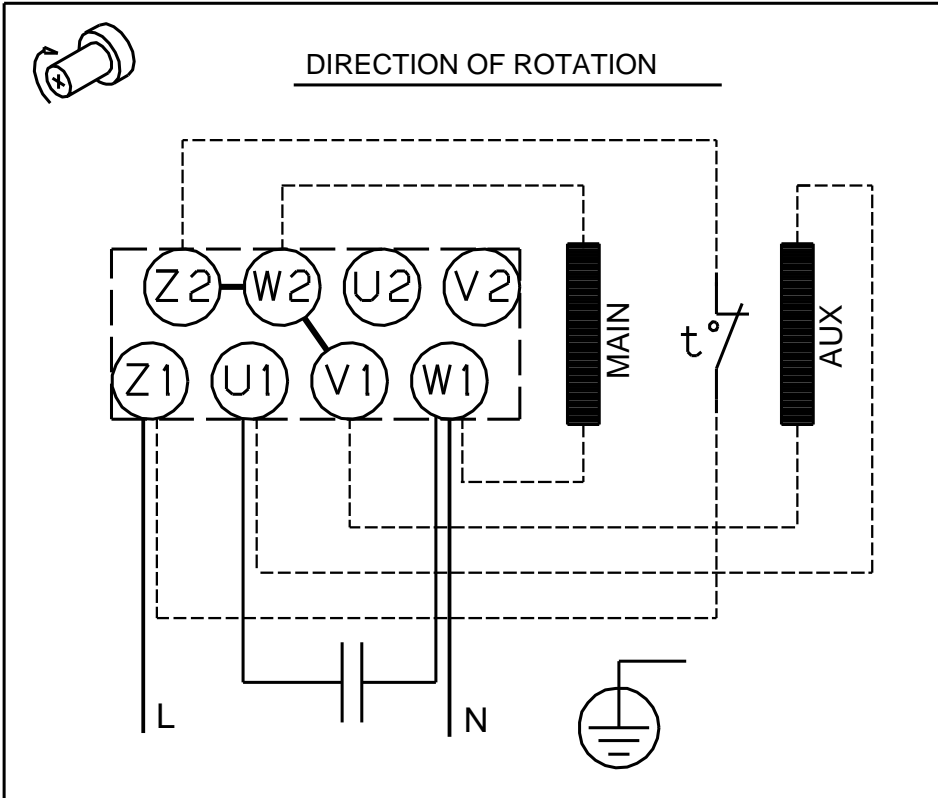 DIRECTION OF ROTATION
Z2 W2 U2 V2
Z1 U1 V1 W1
MAIN
t°
AUX
L
N